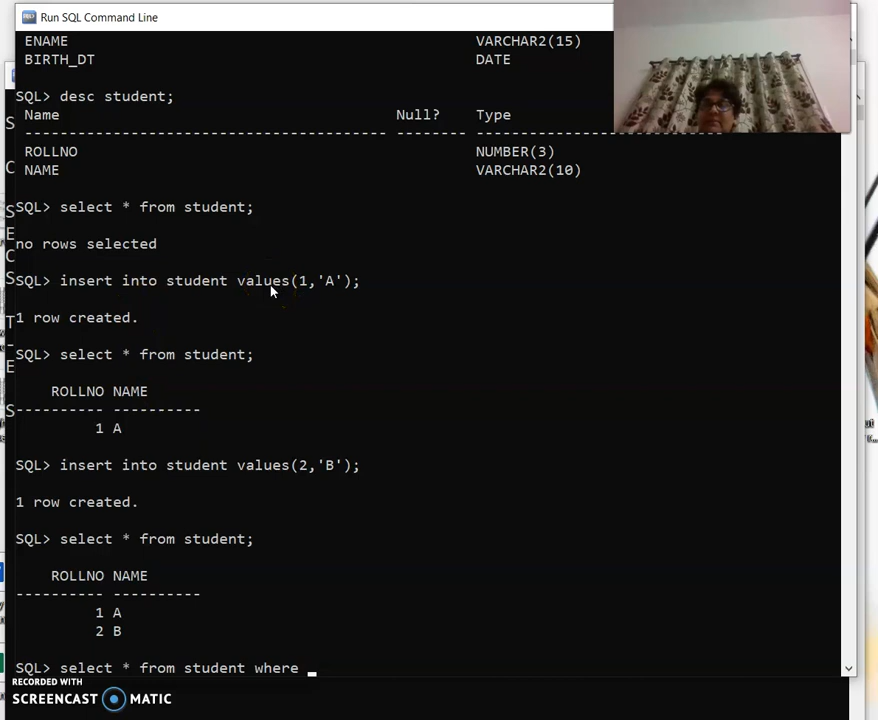 Run SQL Command Line
ENAME VARCHAR2(15)
BIRTH_DT DATE
SQL> desc student;
Name Null? Type
----------------------------------------- -------- ----------------------------
ROLLNO NUMBER(3)
NAME VARCHAR2(10)
SQL> select * from student;
no rows selected
SQL> insert into student values(1,'A');
1 row created.
SQL> select * from student;
ROLLNO NAME
---------- ----------
1 A
SQL> insert into student values(2,'B');
1 row created.
SQL> select * from student;
ROLLNO NAME
---------- ----------
1 A
2 B
SQL> select * from student where
RECORDED WITH
SCREENCAST MATIC